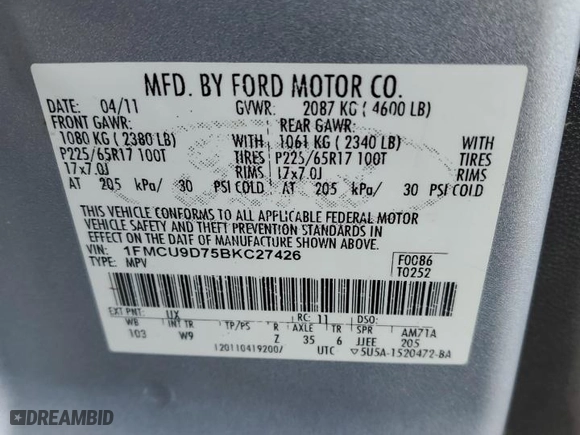 MFD. BY FORD MOTOR CO.
DATE: 04/11 GVWR: 2087 KG ( 4600 LB)
FRONT GAWR: REAR GAWR:
1080 KG ( 2380 LB) WITH 1061 KG ( 2340 LB) WITH
P225/65R17 100T TIRES P225/65R17 100T TIRES
17x7.0J RIMS 17x7.0J RIMS
AT 205 kPa/ 30 PSI COLD AT 205 kPa/ 30 PSI COLD
THIS VEHICLE CONFORMS TO ALL APPLICABLE FEDERAL MOTOR
VEHICLE SAFETY AND THEFT PREVENTION STANDARDS IN
EFFECT ON THE DATE OF MANUFACTURE SHOWN ABOVE.
VIN: 1FMCU9D75BKC27426 F0086
TYPE: MPV T0252
EXT PNT: UX RC: 11 DSO:
WB INT TR TP/PS R AXLE TR SPR AM71A
103 W9 Z 35 6 JJEE 205
120110419200/ UTC 5U5A-1520472-BA
DREAMBID